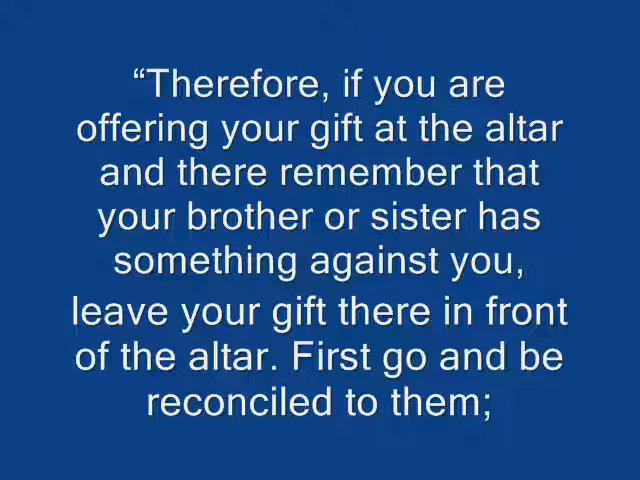 “Therefore, if you are
offering your gift at the altar
and there remember that
your brother or sister has
something against you,
leave your gift there in front
of the altar. First go and be
reconciled to them;